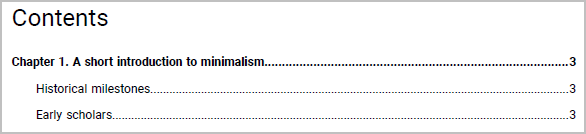 Contents
Chapter 1. A short introduction to minimalism.......................................................................................3
Historical milestones....................................................................................................................................3
Early scholars................................................................................................................................................3